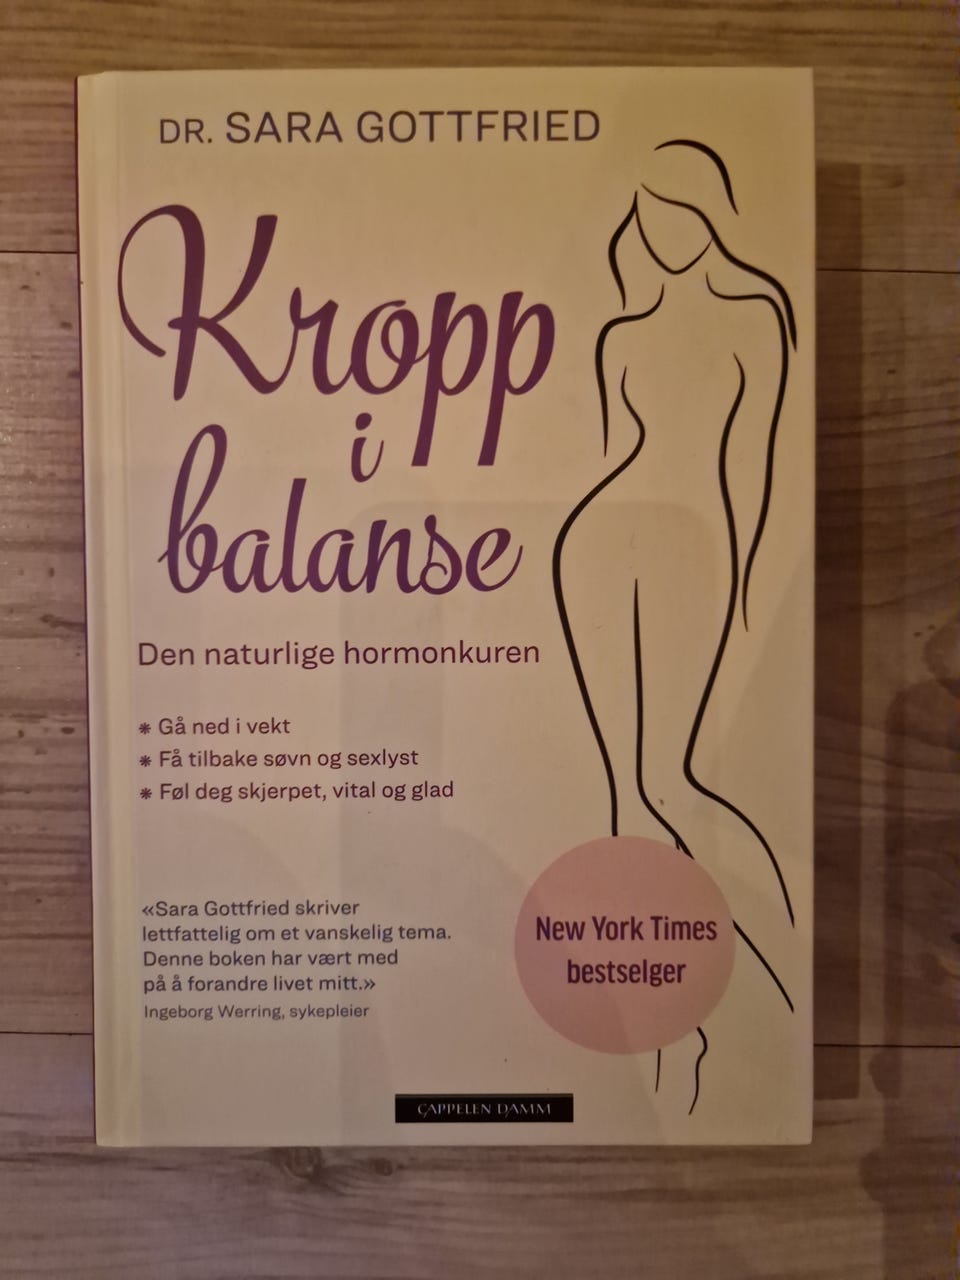 DR. SARA GOTTFRIED
Kropp
i
balanse
Den naturlige hormonkuren
* Gå ned i vekt
* Få tilbake søvn og sexlyst
* Føl deg skjerpet, vital og glad
«Sara Gottfried skriver
lettfattelig om et vanskelig tema.
Denne boken har vært med
på å forandre livet mitt.»
Ingeborg Werring, sykepleier
New York Times
bestselger
CAPPELEN DAMM